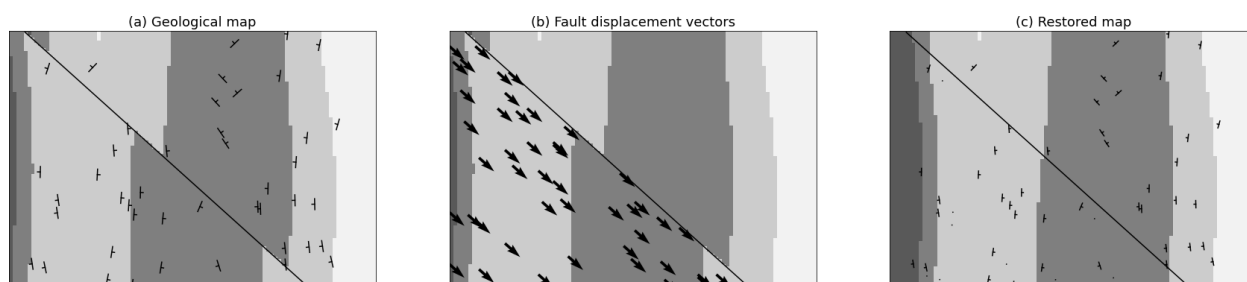 (a) Geological map
(b) Fault displacement vectors
(c) Restored map